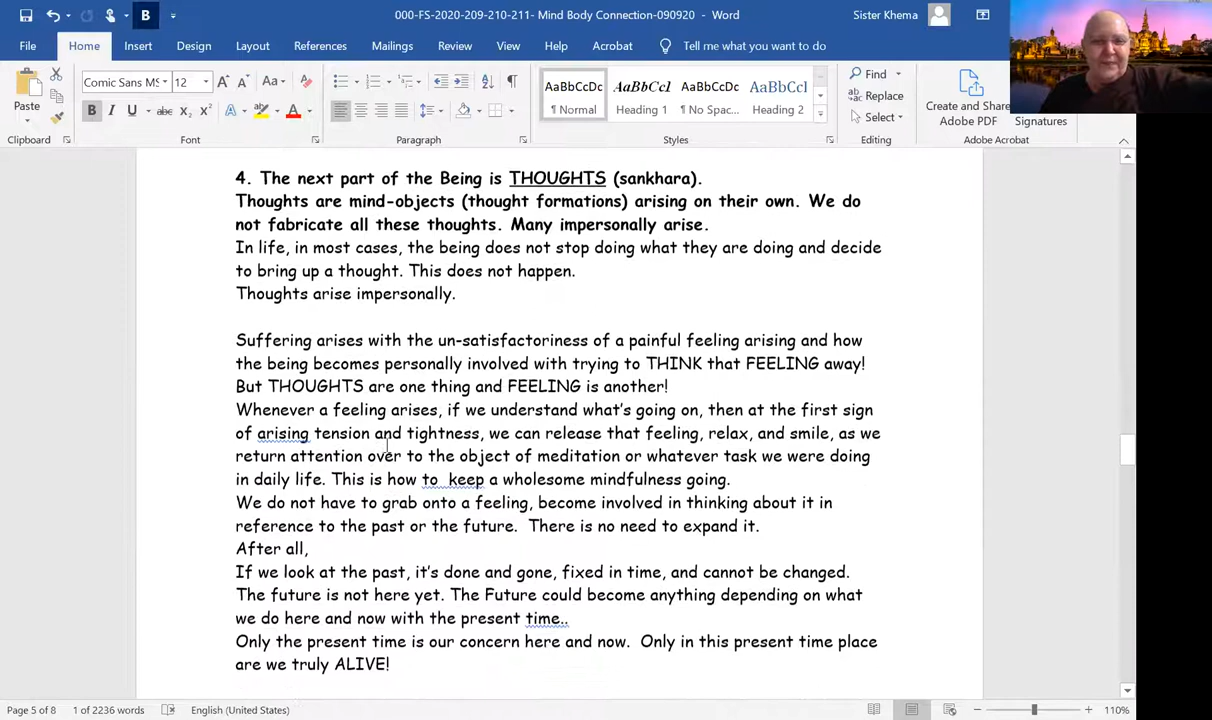 000-FS-2020-209-210-211- Mind Body Connection-090920 - Word
Sister Khema
File Home Insert Design Layout References Mailings Review View Help Acrobat Tell me what you want to do
Paste
Clipboard
Comic Sans MS 12
Font
Paragraph
AaBbCcDc AaBbCcI AaBbCcDc AaBbCcI
¶ Normal Heading 1 ¶ No Spac... Heading 2
Styles
Find
Replace
Select
Editing
Create and Share
Adobe PDF
Signatures
Adobe Acrobat
4. The next part of the Being is THOUGHTS (sankhara).
Thoughts are mind-objects (thought formations) arising on their own. We do
not fabricate all these thoughts. Many impersonally arise.
In life, in most cases, the being does not stop doing what they are doing and decide
to bring up a thought. This does not happen.
Thoughts arise impersonally.
Suffering arises with the un-satisfactoriness of a painful feeling arising and how
the being becomes personally involved with trying to THINK that FEELING away!
But THOUGHTS are one thing and FEELING is another!
Whenever a feeling arises, if we understand what's going on, then at the first sign
of arising tension and tightness, we can release that feeling, relax, and smile, as we
return attention over to the object of meditation or whatever task we were doing
in daily life. This is how to  keep a wholesome mindfulness going.
We do not have to grab onto a feeling, become involved in thinking about it in
reference to the past or the future.  There is no need to expand it.
After all,
If we look at the past, it's done and gone, fixed in time, and cannot be changed.
The future is not here yet. The Future could become anything depending on what
we do here and now with the present time..
Only the present time is our concern here and now.  Only in this present time place
are we truly ALIVE!
Page 5 of 8 1 of 2236 words English (United States) 110%